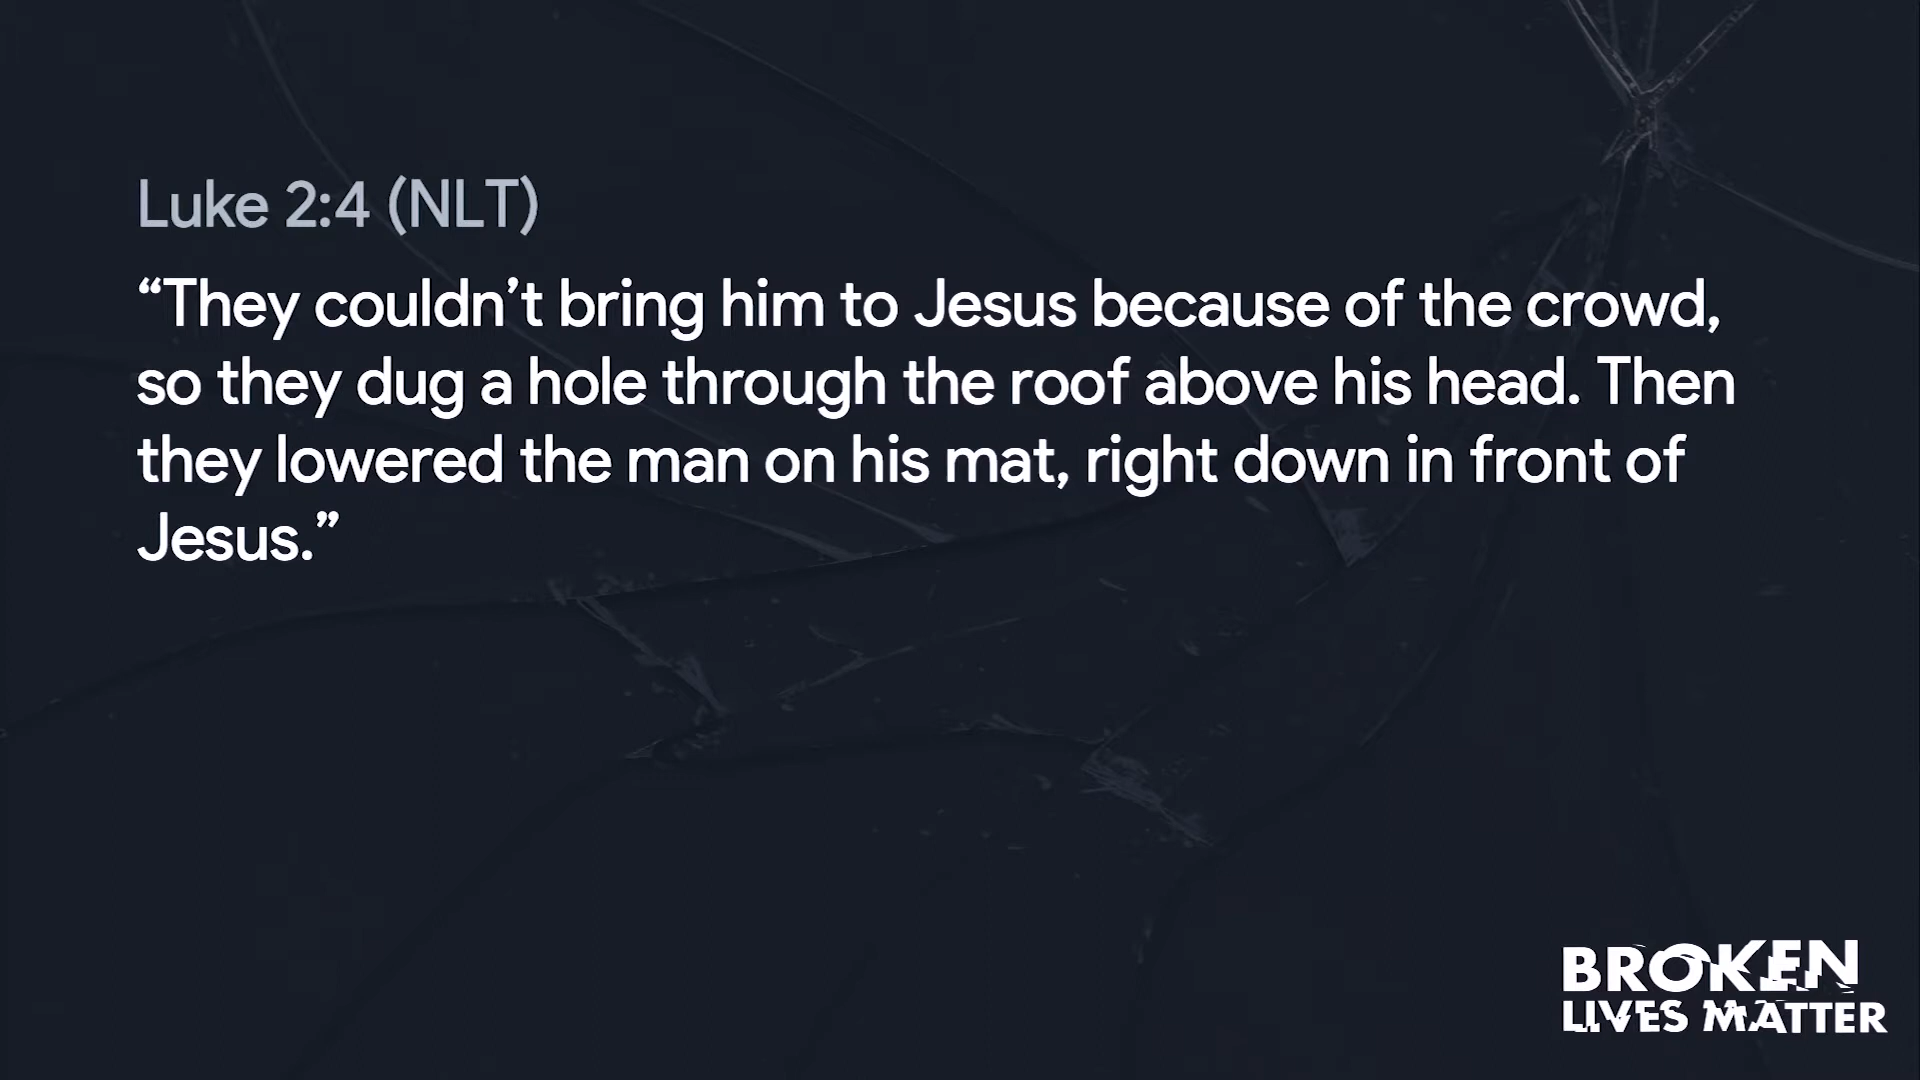 Luke 2:4 (NLT)
“They couldn’t bring him to Jesus because of the crowd,
so they dug a hole through the roof above his head. Then
they lowered the man on his mat, right down in front of
Jesus.”
BROKEN
LIVES MATTER